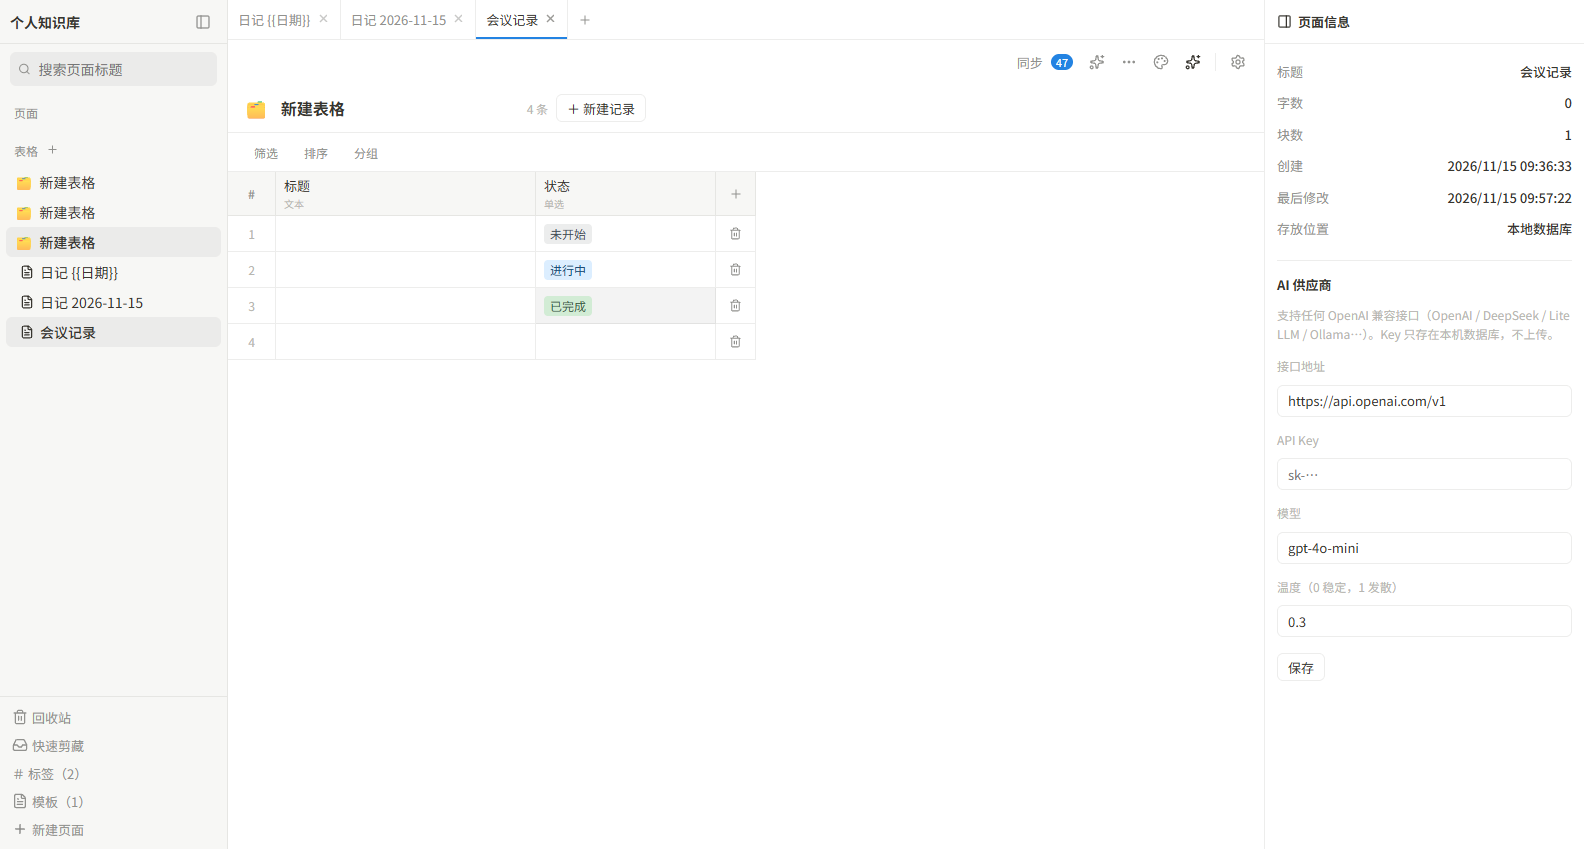 个人知识库
搜索页面标题
页面
表格
新建表格
新建表格
新建表格
日记 {{日期}}
日记 2026-11-15
会议记录
回收站
快速剪藏
# 标签（2）
模板（1）
新建页面
日记 {{日期}}
日记 2026-11-15
会议记录
同步 47
新建表格
4 条
新建记录
筛选 排序 分组
# 标题 状态
文本 单选
1 未开始
2 进行中
3 已完成
4
页面信息
标题 会议记录
字数 0
块数 1
创建 2026/11/15 09:36:33
最后修改 2026/11/15 09:57:22
存放位置 本地数据库
AI 供应商
支持任何 OpenAI 兼容接口（OpenAI / DeepSeek / Lite
LLM / Ollama…）。Key 只存在本机数据库，不上传。
接口地址
https://api.openai.com/v1
API Key
sk-…
模型
gpt-4o-mini
温度（0 稳定，1 发散）
0.3
保存